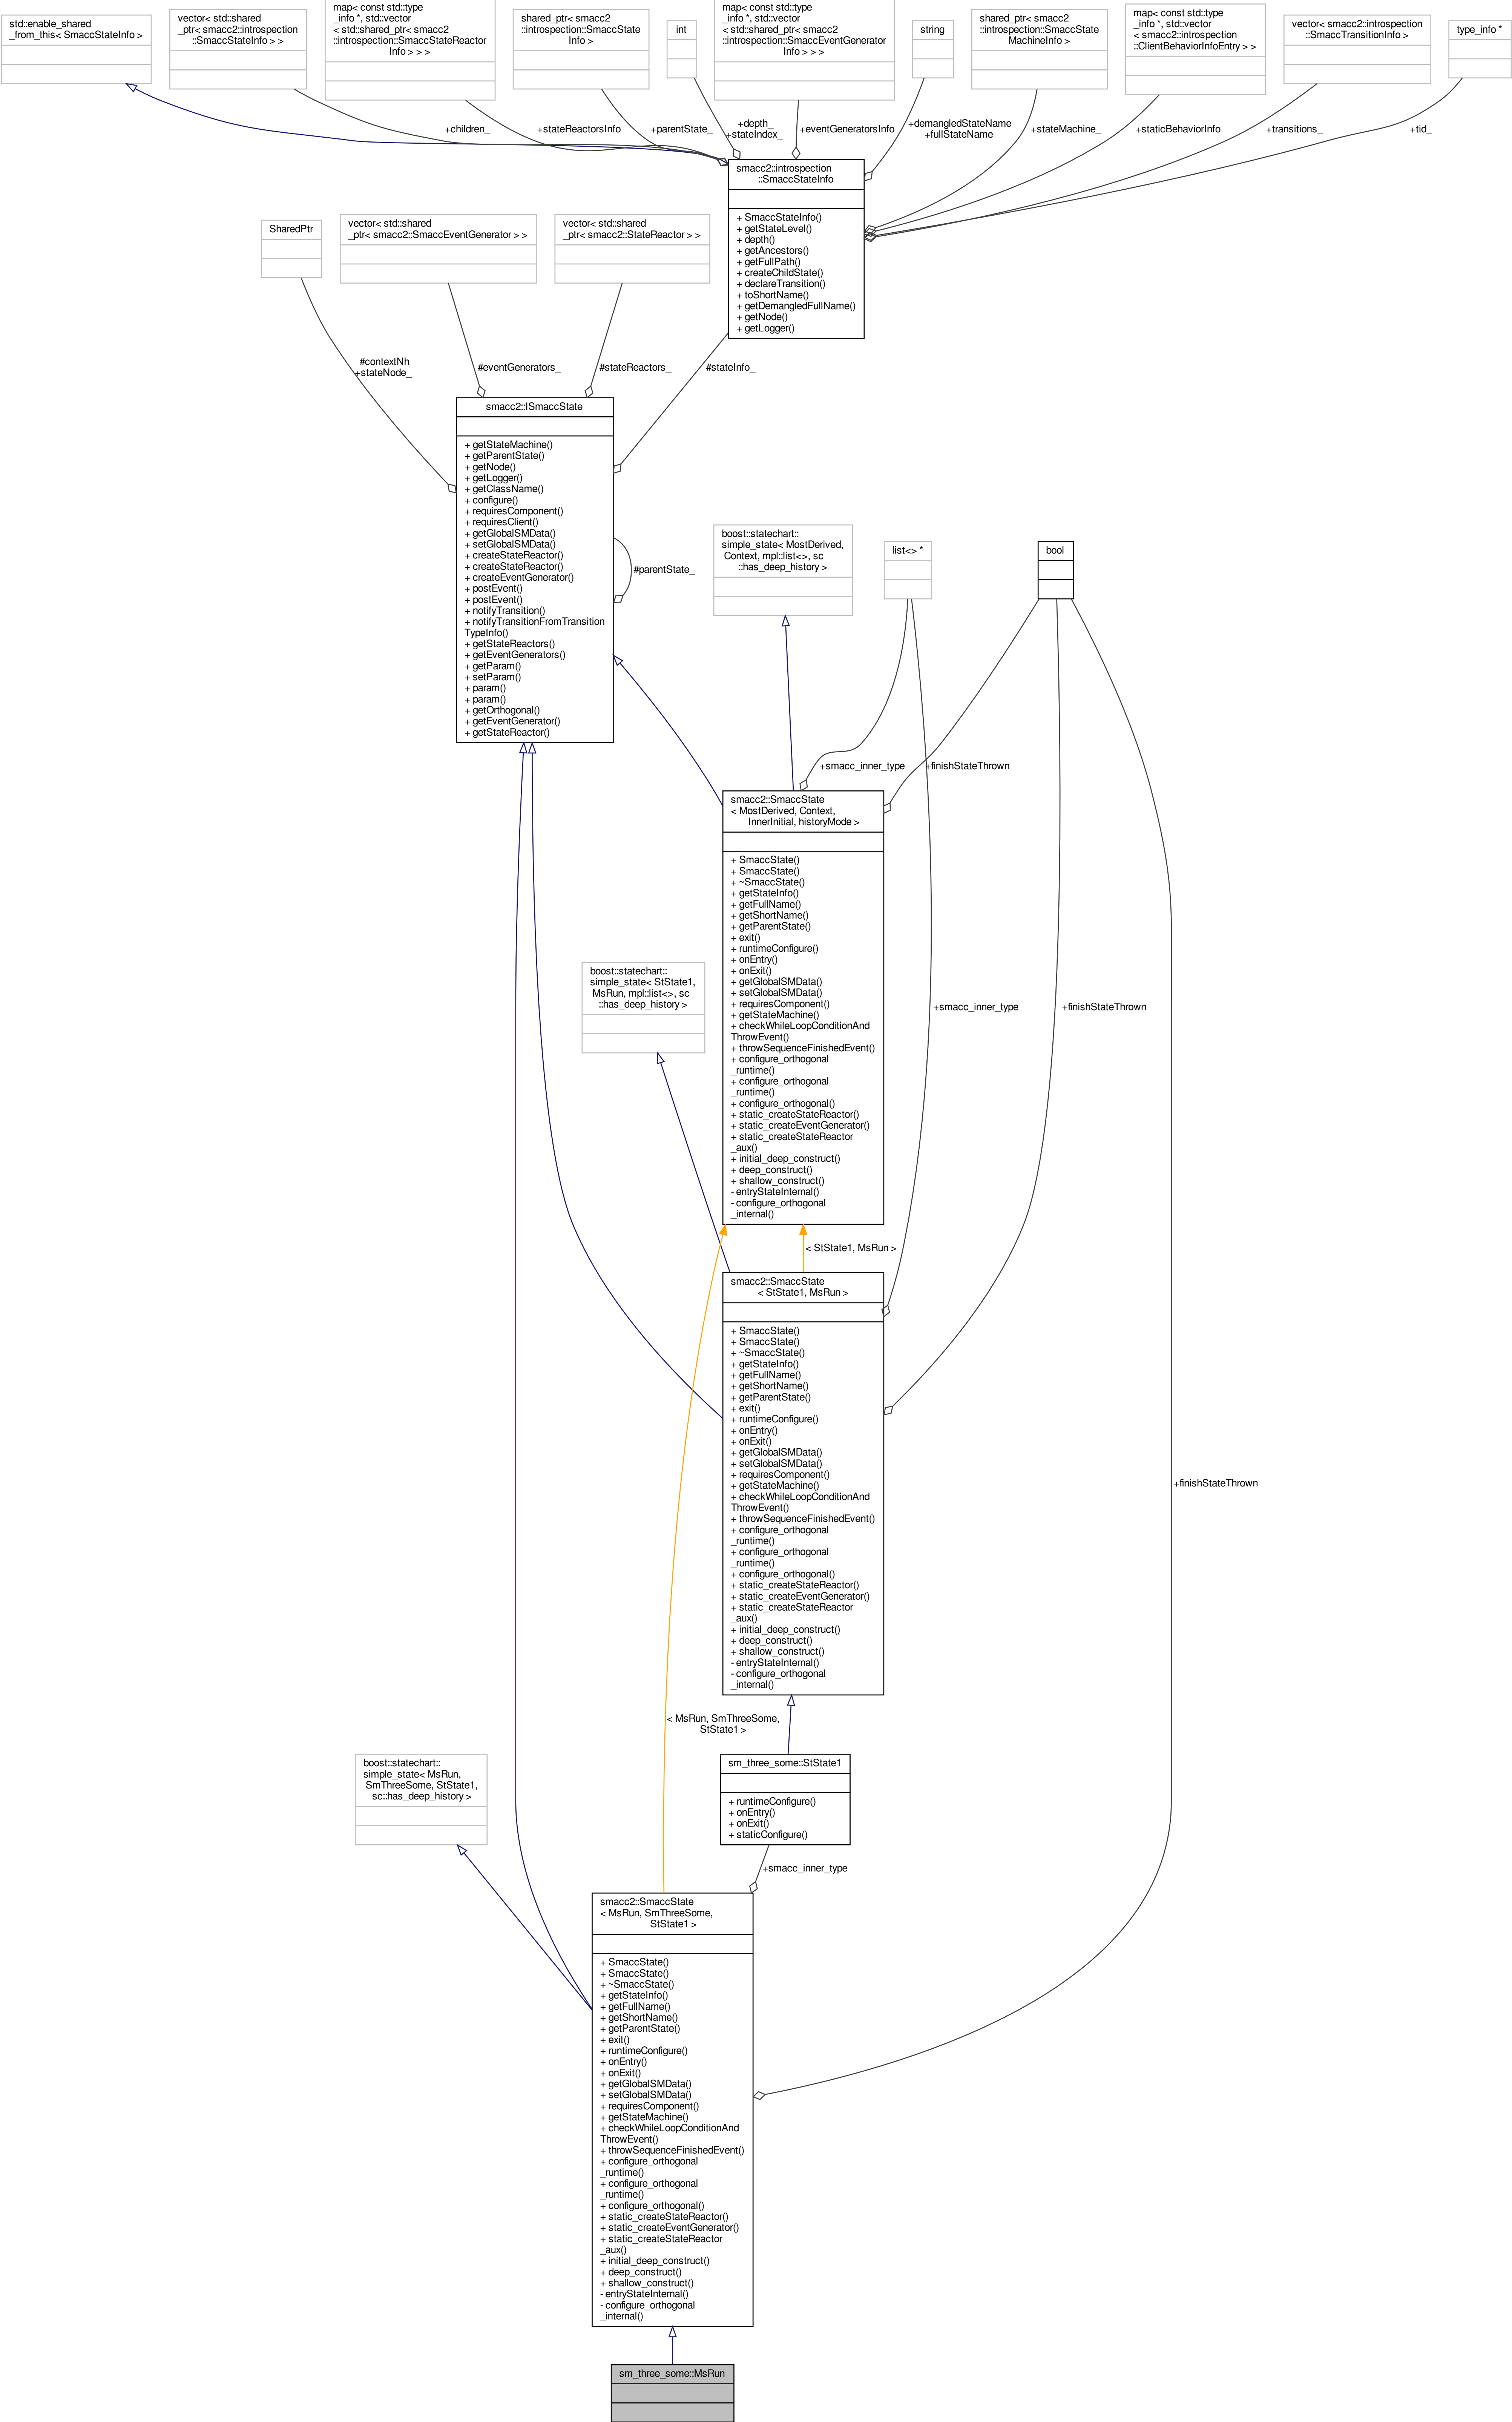 std::enable_shared
_from_this< SmaccStateInfo >
vector< std::shared
_ptr< smacc2::introspection
::SmaccStateInfo > >
map< const std::type
_info *, std::vector
< std::shared_ptr< smacc2
::introspection::SmaccStateReactor
Info > > >
shared_ptr< smacc2
::introspection::SmaccState
Info >
int
map< const std::type
_info *, std::vector
< std::shared_ptr< smacc2
::introspection::SmaccEventGenerator
Info > > >
string
shared_ptr< smacc2
::introspection::SmaccState
MachineInfo >
map< const std::type
_info *, std::vector
< smacc2::introspection
::ClientBehaviorInfoEntry > >
vector< smacc2::introspection
::SmaccTransitionInfo >
type_info *
+children_
+stateReactorsInfo
+parentState_
+depth_
+stateIndex_
+eventGeneratorsInfo
+demangledStateName
+fullStateName
+stateMachine_
+staticBehaviorInfo
+transitions_
+tid_
smacc2::introspection
::SmaccStateInfo
+ SmaccStateInfo()
+ getStateLevel()
+ depth()
+ getAncestors()
+ getFullPath()
+ createChildState()
+ declareTransition()
+ toShortName()
+ getDemangledFullName()
+ getNode()
+ getLogger()
SharedPtr
vector< std::shared
_ptr< smacc2::SmaccEventGenerator > >
vector< std::shared
_ptr< smacc2::StateReactor > >
#contextNh
+stateNode_
#eventGenerators_
#stateReactors_
#stateInfo_
smacc2::ISmaccState
+ getStateMachine()
+ getParentState()
+ getNode()
+ getLogger()
+ getClassName()
+ configure()
+ requiresComponent()
+ requiresClient()
+ getGlobalSMData()
+ setGlobalSMData()
+ createStateReactor()
+ createStateReactor()
+ createEventGenerator()
+ postEvent()
+ postEvent()
+ notifyTransition()
+ notifyTransitionFromTransition
TypeInfo()
+ getStateReactors()
+ getEventGenerators()
+ getParam()
+ setParam()
+ param()
+ param()
+ getOrthogonal()
+ getEventGenerator()
+ getStateReactor()
#parentState_
boost::statechart::
simple_state< MostDerived,
Context, mpl::list<>, sc
::has_deep_history >
list<> *
bool
+smacc_inner_type
+finishStateThrown
smacc2::SmaccState
< MostDerived, Context,
InnerInitial, historyMode >
+ SmaccState()
+ SmaccState()
+ ~SmaccState()
+ getStateInfo()
+ getFullName()
+ getShortName()
+ getParentState()
+ exit()
+ runtimeConfigure()
+ onEntry()
+ onExit()
+ getGlobalSMData()
+ setGlobalSMData()
+ requiresComponent()
+ getStateMachine()
+ checkWhileLoopConditionAnd
ThrowEvent()
+ throwSequenceFinishedEvent()
+ configure_orthogonal
_runtime()
+ configure_orthogonal
_runtime()
+ configure_orthogonal()
+ static_createStateReactor()
+ static_createEventGenerator()
+ static_createStateReactor
_aux()
+ initial_deep_construct()
+ deep_construct()
+ shallow_construct()
- entryStateInternal()
- configure_orthogonal
_internal()
boost::statechart::
simple_state< StState1,
MsRun, mpl::list<>, sc
::has_deep_history >
+smacc_inner_type
+finishStateThrown
< StState1, MsRun >
smacc2::SmaccState
< StState1, MsRun >
+ SmaccState()
+ SmaccState()
+ ~SmaccState()
+ getStateInfo()
+ getFullName()
+ getShortName()
+ getParentState()
+ exit()
+ runtimeConfigure()
+ onEntry()
+ onExit()
+ getGlobalSMData()
+ setGlobalSMData()
+ requiresComponent()
+ getStateMachine()
+ checkWhileLoopConditionAnd
ThrowEvent()
+ throwSequenceFinishedEvent()
+ configure_orthogonal
_runtime()
+ configure_orthogonal
_runtime()
+ configure_orthogonal()
+ static_createStateReactor()
+ static_createEventGenerator()
+ static_createStateReactor
_aux()
+ initial_deep_construct()
+ deep_construct()
+ shallow_construct()
- entryStateInternal()
- configure_orthogonal
_internal()
+finishStateThrown
< MsRun, SmThreeSome,
StState1 >
boost::statechart::
simple_state< MsRun,
SmThreeSome, StState1,
sc::has_deep_history >
sm_three_some::StState1
+ runtimeConfigure()
+ onEntry()
+ onExit()
+ staticConfigure()
+smacc_inner_type
smacc2::SmaccState
< MsRun, SmThreeSome,
StState1 >
+ SmaccState()
+ SmaccState()
+ ~SmaccState()
+ getStateInfo()
+ getFullName()
+ getShortName()
+ getParentState()
+ exit()
+ runtimeConfigure()
+ onEntry()
+ onExit()
+ getGlobalSMData()
+ setGlobalSMData()
+ requiresComponent()
+ getStateMachine()
+ checkWhileLoopConditionAnd
ThrowEvent()
+ throwSequenceFinishedEvent()
+ configure_orthogonal
_runtime()
+ configure_orthogonal
_runtime()
+ configure_orthogonal()
+ static_createStateReactor()
+ static_createEventGenerator()
+ static_createStateReactor
_aux()
+ initial_deep_construct()
+ deep_construct()
+ shallow_construct()
- entryStateInternal()
- configure_orthogonal
_internal()
sm_three_some::MsRun